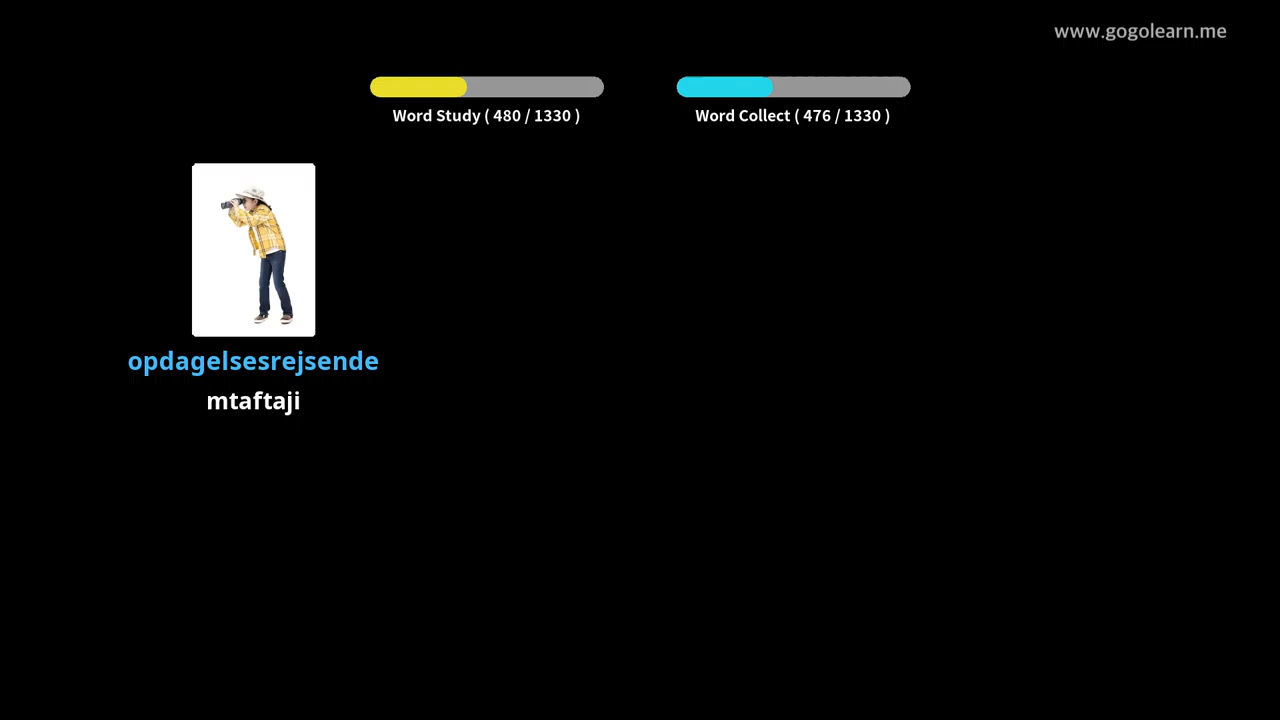 www.gogolearn.me
Word Study ( 480 / 1330 )
Word Collect ( 476 / 1330 )
opdagelsesrejsende
mtaftaji